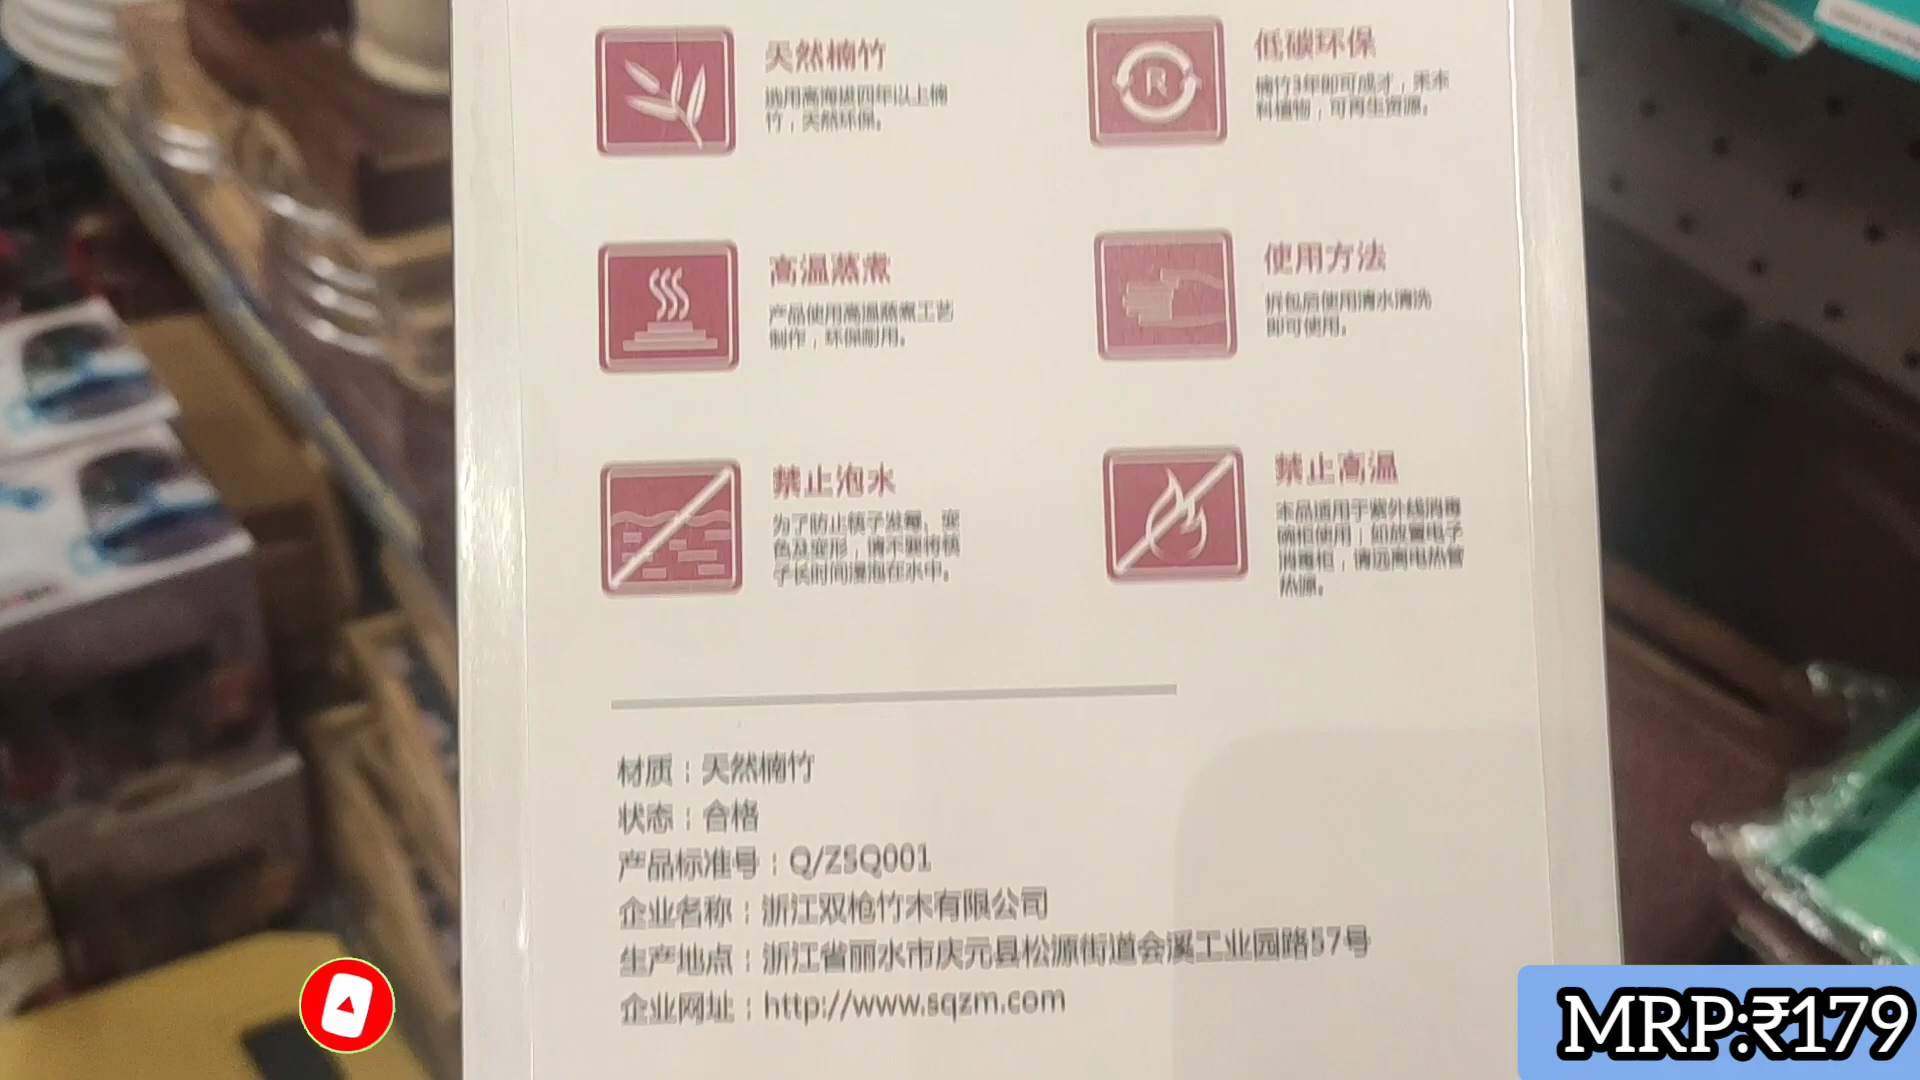 天然楠竹
选用高海拔四年以上楠
竹，天然环保。
低碳环保
楠竹3年即可成才，禾本
科植物，可再生资源。
高温蒸煮
产品使用高温蒸煮工艺
制作，环保耐用。
使用方法
拆包后使用清水清洗
即可使用。
禁止泡水
为了防止筷子发霉、变
色及变形，请不要将筷
子长时间浸泡在水中。
禁止高温
本品适用于紫外线消毒
碗柜使用；如放置电子
消毒柜，请远离电热管
热源。
材质：天然楠竹
状态：合格
产品标准号：Q/ZSQ001
企业名称：浙江双枪竹木有限公司
生产地点：浙江省丽水市庆元县松源街道会溪工业园路57号
企业网址：http://www.sqzm.com
MRP:₹179